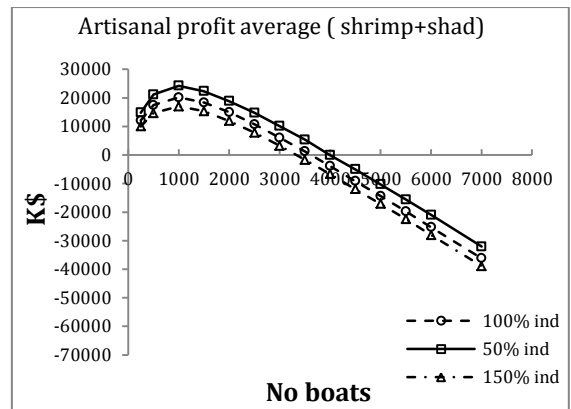 Artisanal profit average ( shrimp+shad)
30000
20000
10000
0
-10000
-20000
-30000
-40000
-50000
-60000
-70000
0 1000 2000 3000 4000 5000 6000 7000 8000
K$
No boats
100% ind
50% ind
150% ind